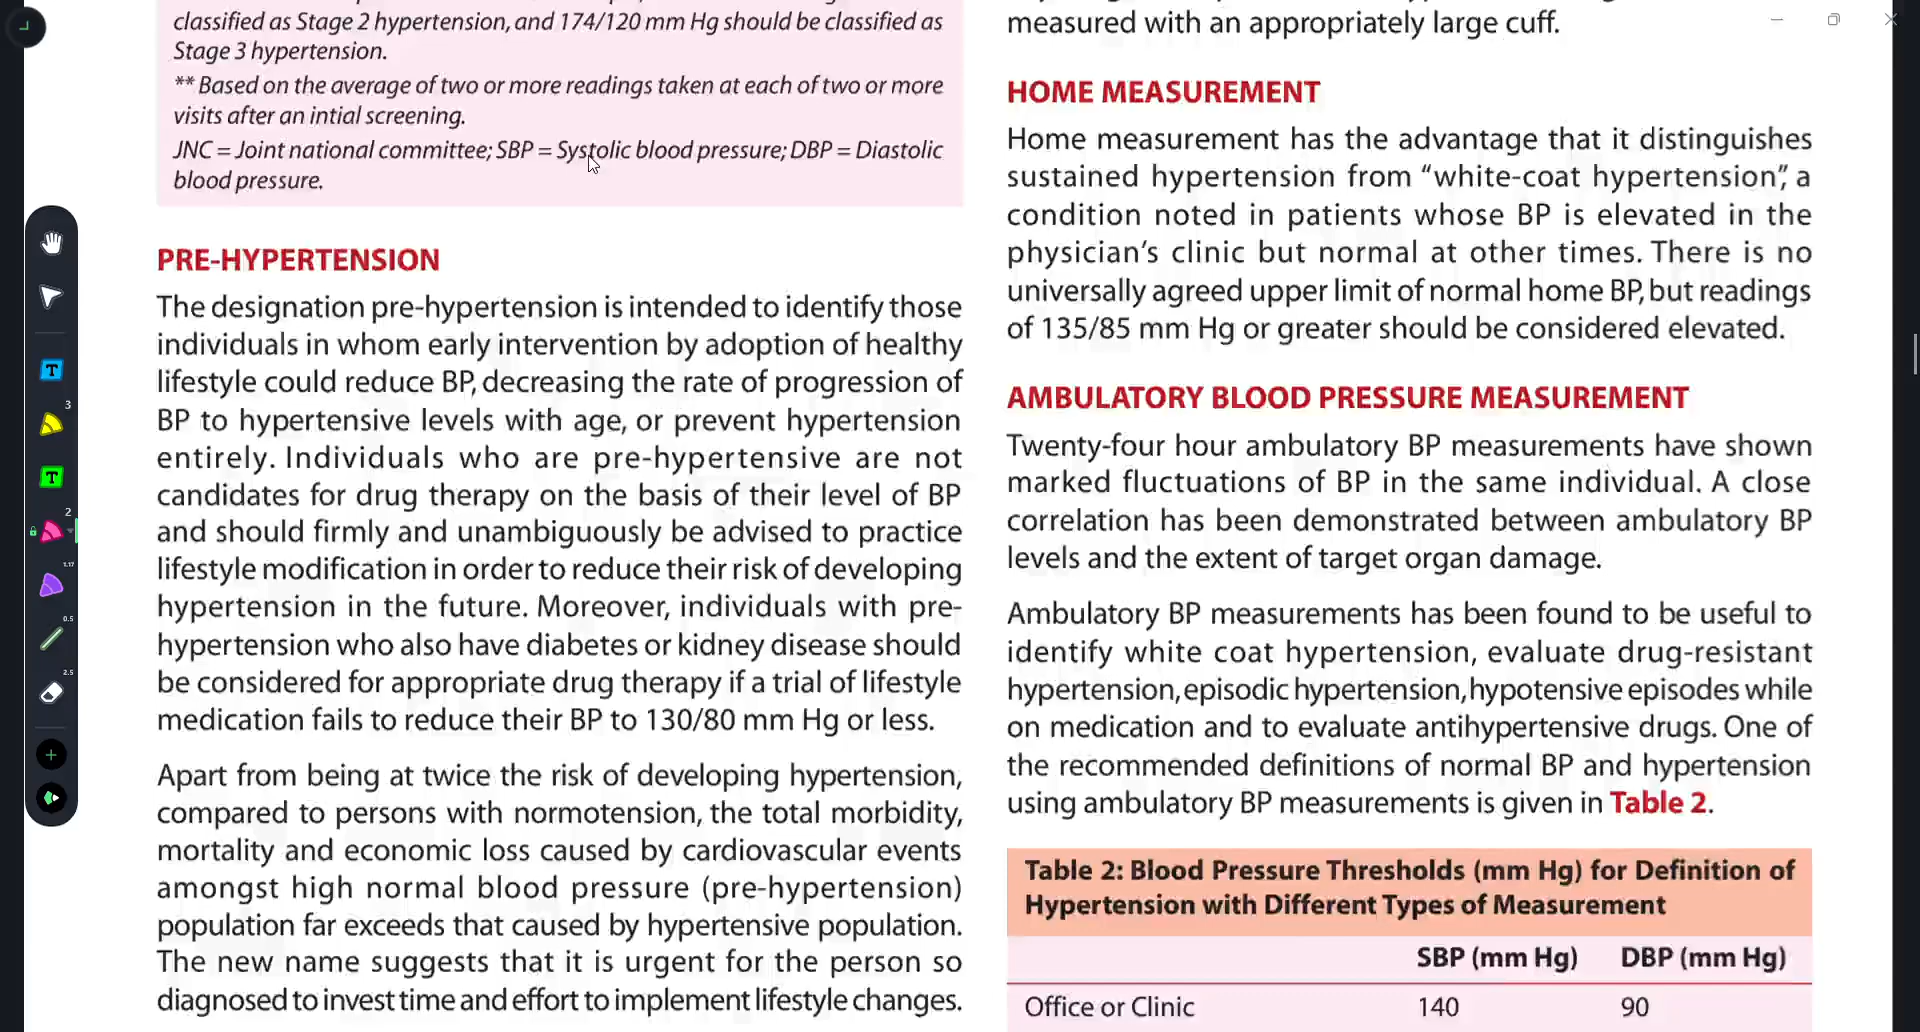 classified as Stage 2 hypertension, and 174/120 mm Hg should be classified as
Stage 3 hypertension.
** Based on the average of two or more readings taken at each of two or more
visits after an intial screening.
JNC = Joint national committee; SBP = Systolic blood pressure; DBP = Diastolic
blood pressure.
PRE-HYPERTENSION
The designation pre-hypertension is intended to identify those
individuals in whom early intervention by adoption of healthy
lifestyle could reduce BP, decreasing the rate of progression of
BP to hypertensive levels with age, or prevent hypertension
entirely. Individuals who are pre-hypertensive are not
candidates for drug therapy on the basis of their level of BP
and should firmly and unambiguously be advised to practice
lifestyle modification in order to reduce their risk of developing
hypertension in the future. Moreover, individuals with pre-
hypertension who also have diabetes or kidney disease should
be considered for appropriate drug therapy if a trial of lifestyle
medication fails to reduce their BP to 130/80 mm Hg or less.
Apart from being at twice the risk of developing hypertension,
compared to persons with normotension, the total morbidity,
mortality and economic loss caused by cardiovascular events
amongst high normal blood pressure (pre-hypertension)
population far exceeds that caused by hypertensive population.
The new name suggests that it is urgent for the person so
diagnosed to invest time and effort to implement lifestyle changes.
measured with an appropriately large cuff.
HOME MEASUREMENT
Home measurement has the advantage that it distinguishes
sustained hypertension from “white-coat hypertension”, a
condition noted in patients whose BP is elevated in the
physician’s clinic but normal at other times. There is no
universally agreed upper limit of normal home BP, but readings
of 135/85 mm Hg or greater should be considered elevated.
AMBULATORY BLOOD PRESSURE MEASUREMENT
Twenty-four hour ambulatory BP measurements have shown
marked fluctuations of BP in the same individual. A close
correlation has been demonstrated between ambulatory BP
levels and the extent of target organ damage.
Ambulatory BP measurements has been found to be useful to
identify white coat hypertension, evaluate drug-resistant
hypertension, episodic hypertension, hypotensive episodes while
on medication and to evaluate antihypertensive drugs. One of
the recommended definitions of normal BP and hypertension
using ambulatory BP measurements is given in Table 2.
Table 2: Blood Pressure Thresholds (mm Hg) for Definition of
Hypertension with Different Types of Measurement
SBP (mm Hg) DBP (mm Hg)
Office or Clinic 140 90
T
3
T
2
1.17
0.5
2.5